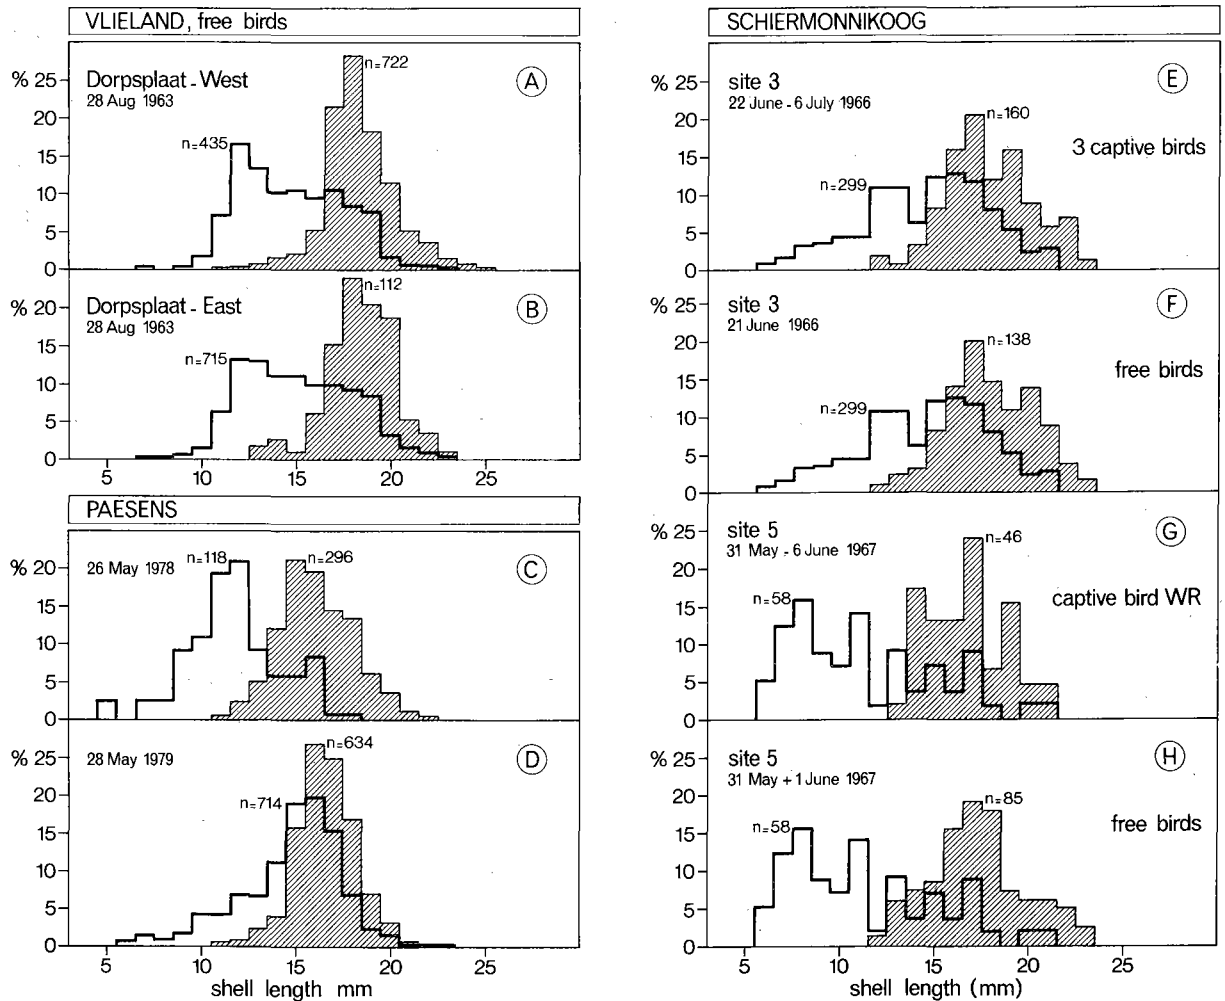 VLIELAND, free birds
% 25
20
15
10
5
0
Dorpsplaat - West
28 Aug 1963
A
n=722
n=435
% 20
15
10
5
0
Dorpsplaat - East
28 Aug 1963
B
n=112
n=715
5 10 15 20 25
PAESENS
% 20
15
10
5
0
26 May 1978
C
n=118
n=296
% 25
20
15
10
5
0
28 May 1979
D
n=634
n=714
5 10 15 20 25
shell length mm
SCHIERMONNIKOOG
% 25
20
15
10
5
0
site 3
22 June - 6 July 1966
E
n=160
3 captive birds
n=299
% 25
20
15
10
5
0
site 3
21 June 1966
F
n=138
free birds
n=299
% 25
20
15
10
5
0
site 5
31 May - 6 June 1967
G
n=46
captive bird WR
n=58
% 25
20
15
10
5
0
site 5
31 May + 1 June 1967
H
n=85
free birds
n=58
5 10 15 20 25
shell length (mm)